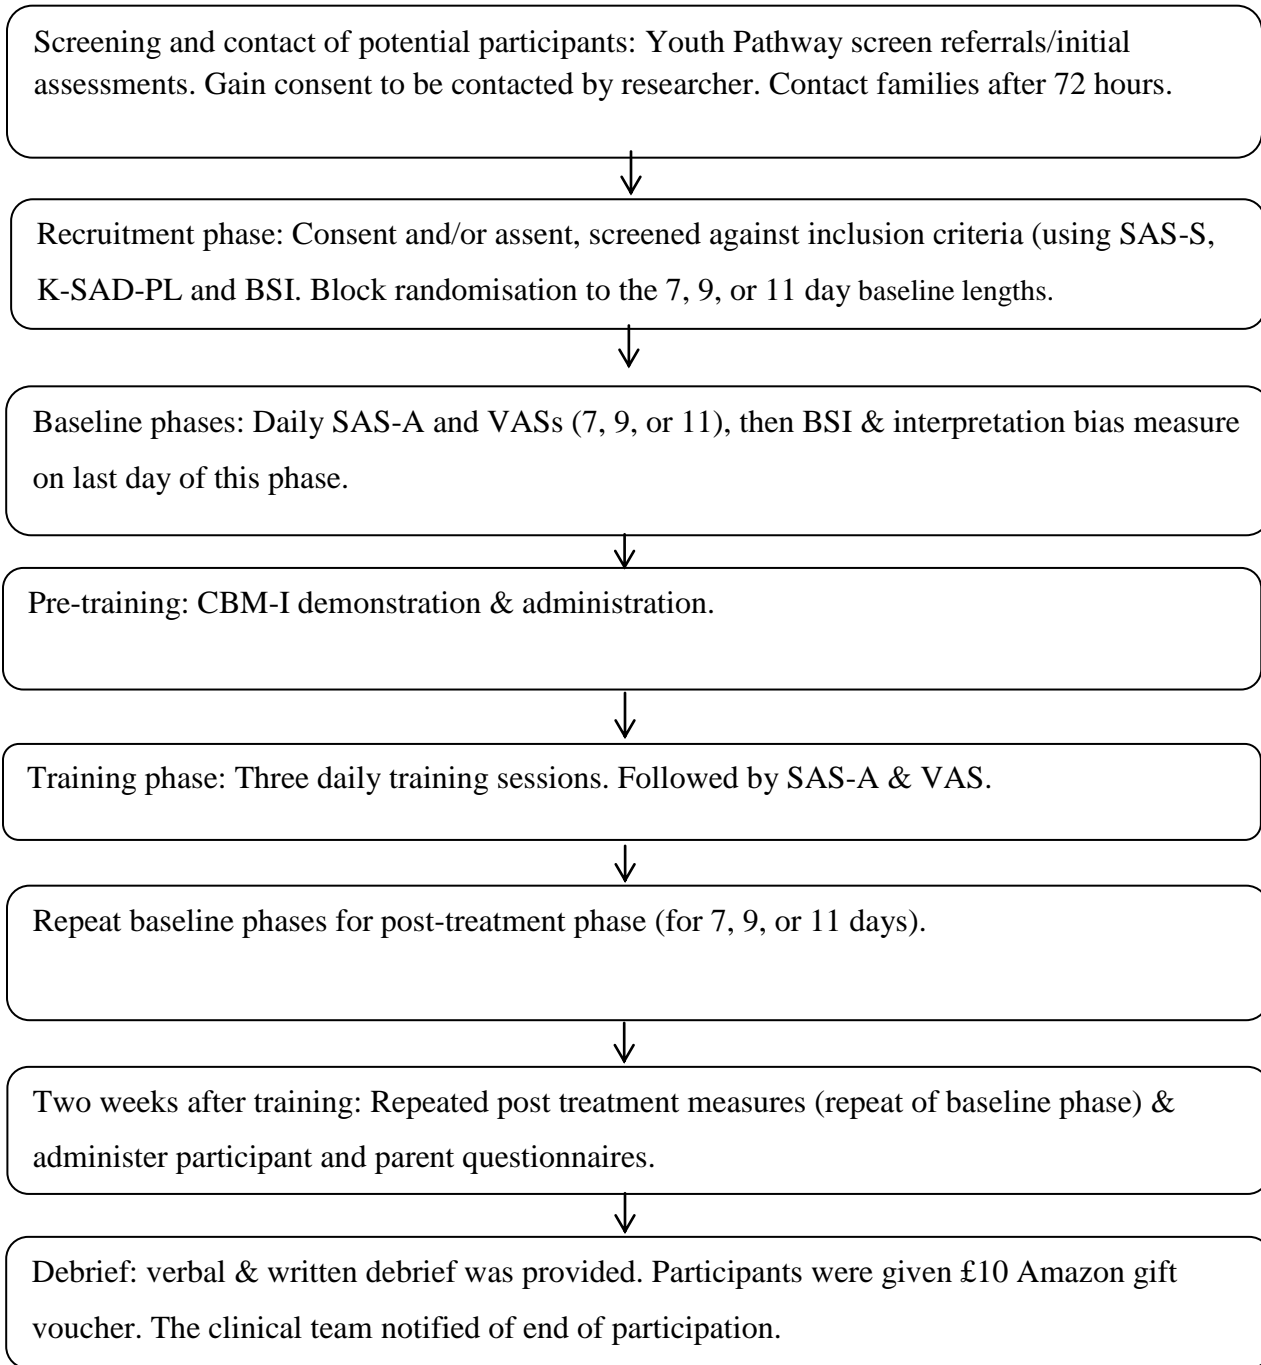 Screening and contact of potential participants: Youth Pathway screen referrals/initial
assessments. Gain consent to be contacted by researcher. Contact families after 72 hours.
Recruitment phase: Consent and/or assent, screened against inclusion criteria (using SAS-S,
K-SAD-PL and BSI. Block randomisation to the 7, 9, or 11 day baseline lengths.
Baseline phases: Daily SAS-A and VASs (7, 9, or 11), then BSI & interpretation bias measure
on last day of this phase.
Pre-training: CBM-I demonstration & administration.
Training phase: Three daily training sessions. Followed by SAS-A & VAS.
Repeat baseline phases for post-treatment phase (for 7, 9, or 11 days).
Two weeks after training: Repeated post treatment measures (repeat of baseline phase) &
administer participant and parent questionnaires.
Debrief: verbal & written debrief was provided. Participants were given £10 Amazon gift
voucher. The clinical team notified of end of participation.